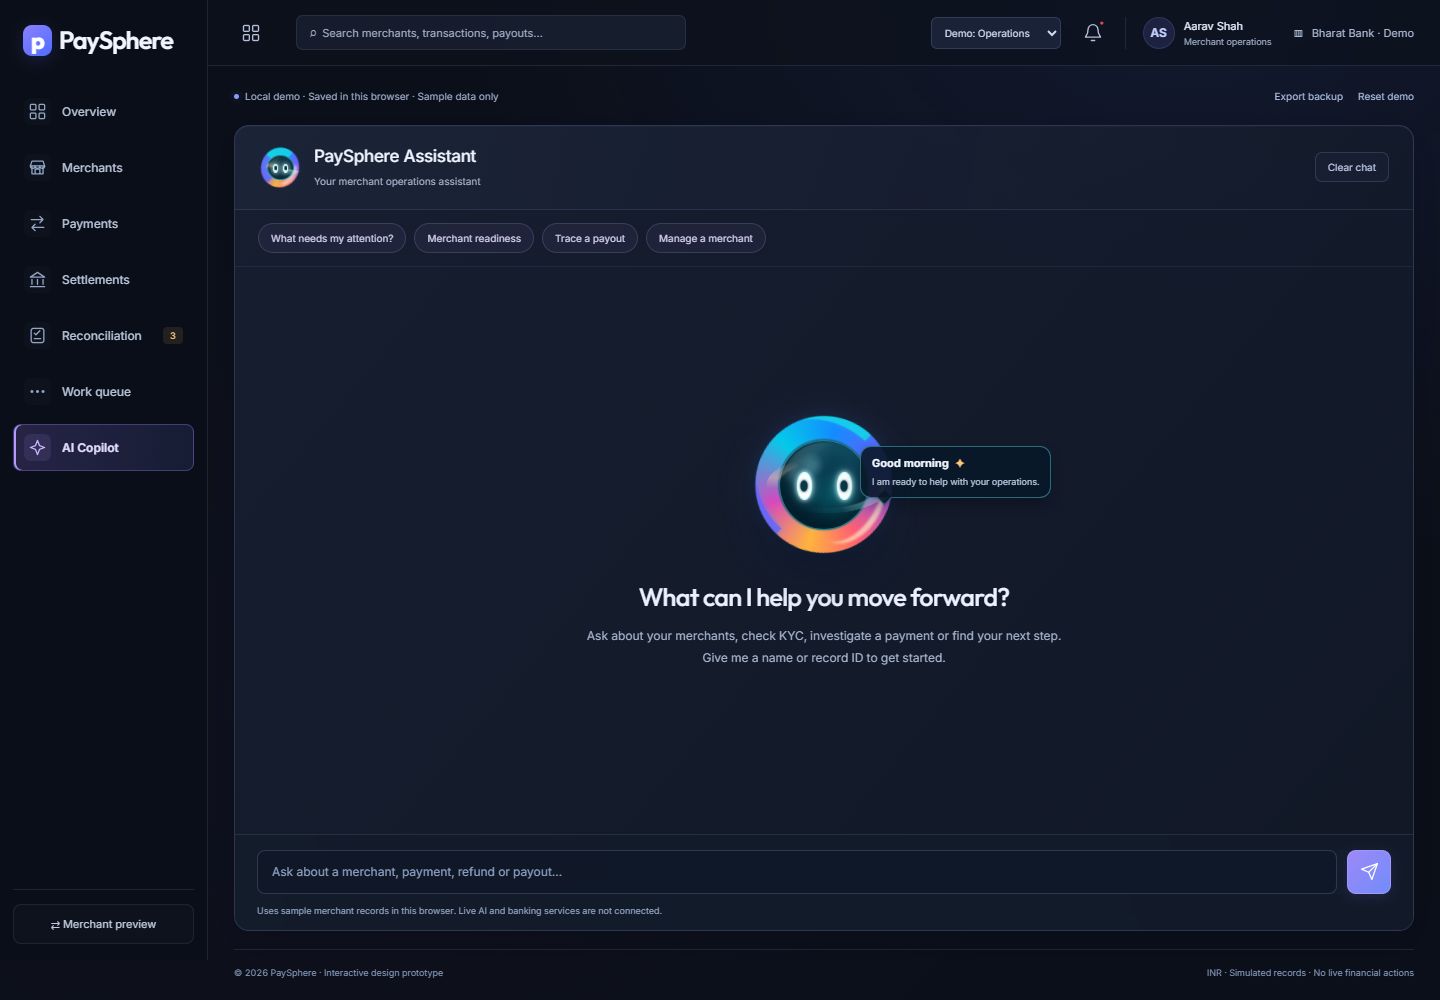 PaySphere
Search merchants, transactions, payouts...
Demo: Operations
AS
Aarav Shah
Merchant operations
Bharat Bank · Demo
Overview
Merchants
Payments
Settlements
Reconciliation 3
Work queue
AI Copilot
Merchant preview
Local demo · Saved in this browser · Sample data only
Export backup
Reset demo
PaySphere Assistant
Your merchant operations assistant
Clear chat
What needs my attention?
Merchant readiness
Trace a payout
Manage a merchant
Good morning
I am ready to help with your operations.
What can I help you move forward?
Ask about your merchants, check KYC, investigate a payment or find your next step.
Give me a name or record ID to get started.
Ask about a merchant, payment, refund or payout...
Uses sample merchant records in this browser. Live AI and banking services are not connected.
© 2026 PaySphere · Interactive design prototype
INR · Simulated records · No live financial actions